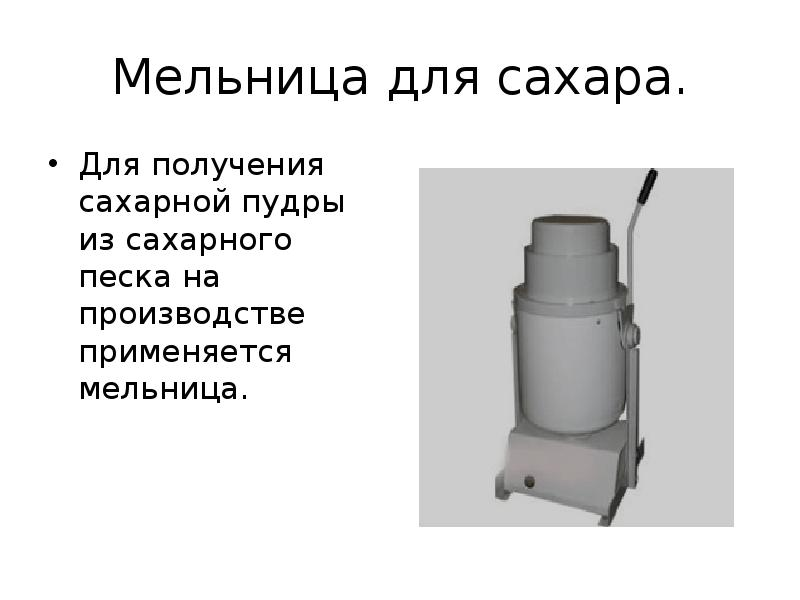 Мельница для сахара.
• Для получения
сахарной пудры
из сахарного
песка на
производстве
применяется
мельница.